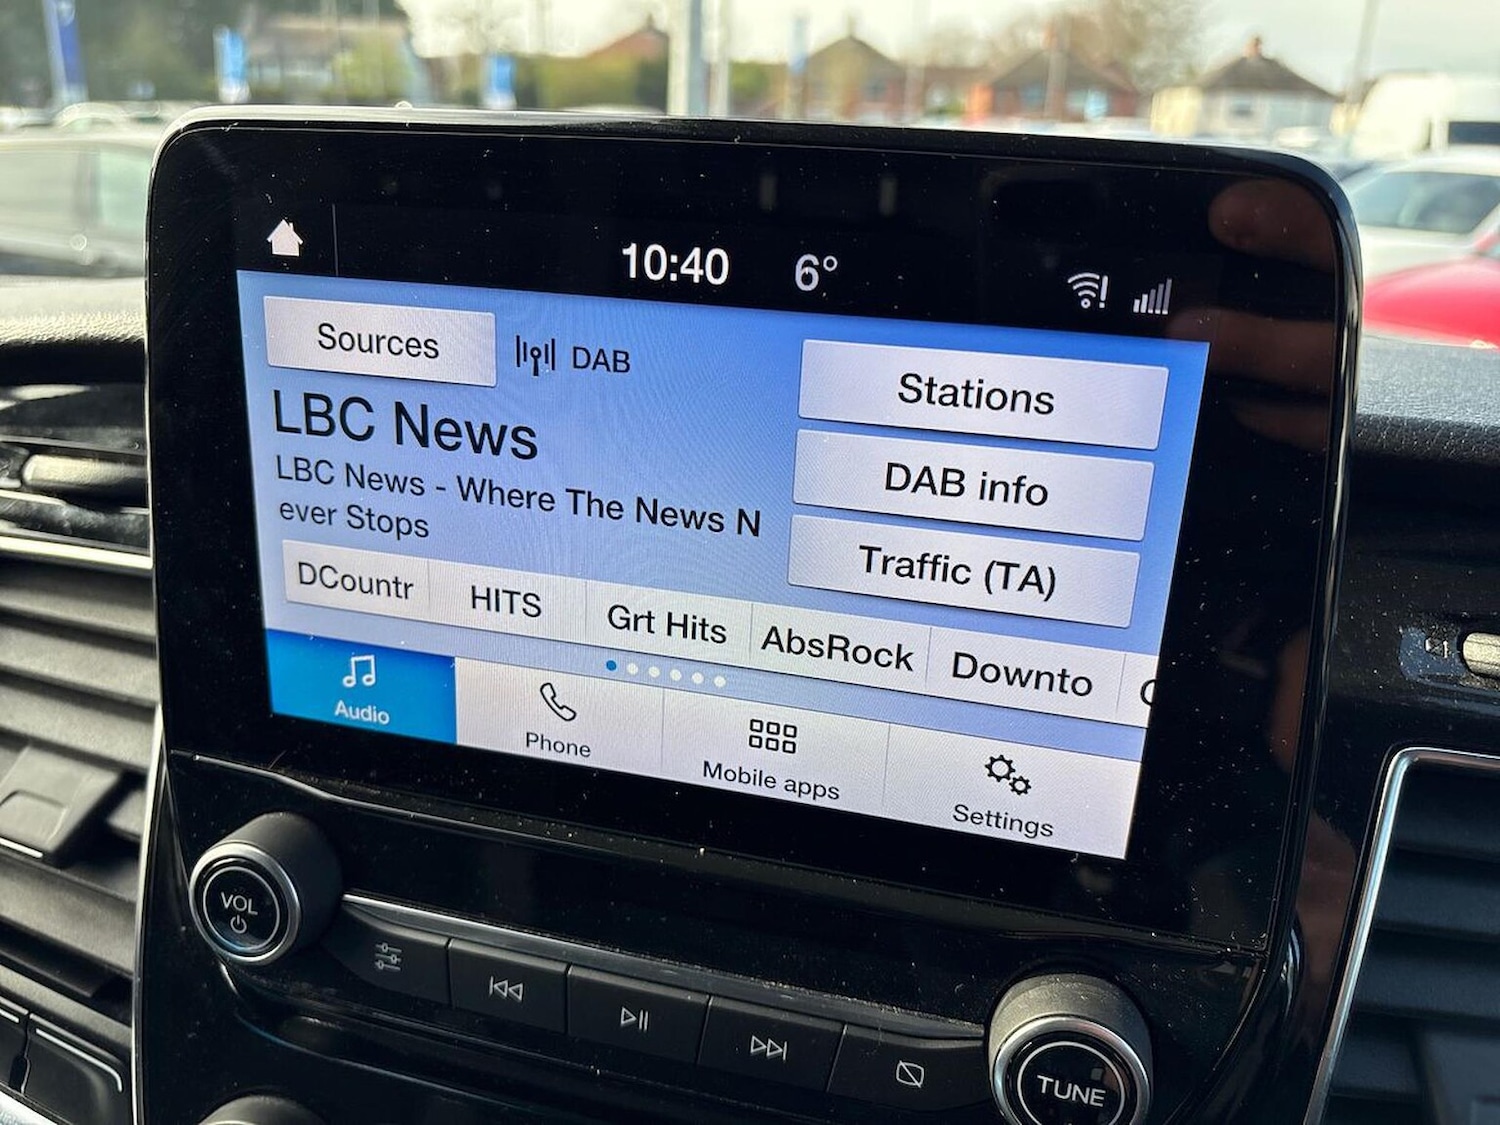 10:40 6°
Sources
DAB
Stations
LBC News
LBC News - Where The News N
ever Stops
DAB info
Traffic (TA)
DCountr HITS Grt Hits AbsRock Downto
Audio Phone Mobile apps Settings
VOL
TUNE